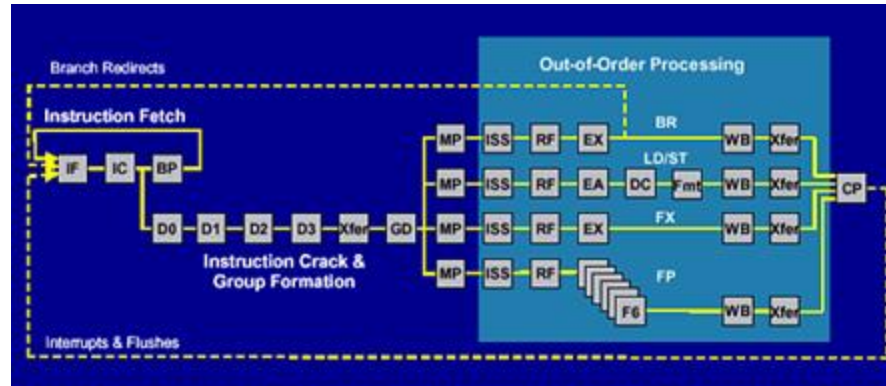 Out-of-Order Processing
Branch Redirects
Instruction Fetch
BR
MP ISS RF EX WB Xfer
IF IC BP
LD/ST
MP ISS RF EA DC Fmt WB Xfer CP
FX
D0 D1 D2 D3 Xfer GD MP ISS RF EX WB Xfer
Instruction Crack &
Group Formation
FP
MP ISS RF
F6 WB Xfer
Interrupts & Flushes